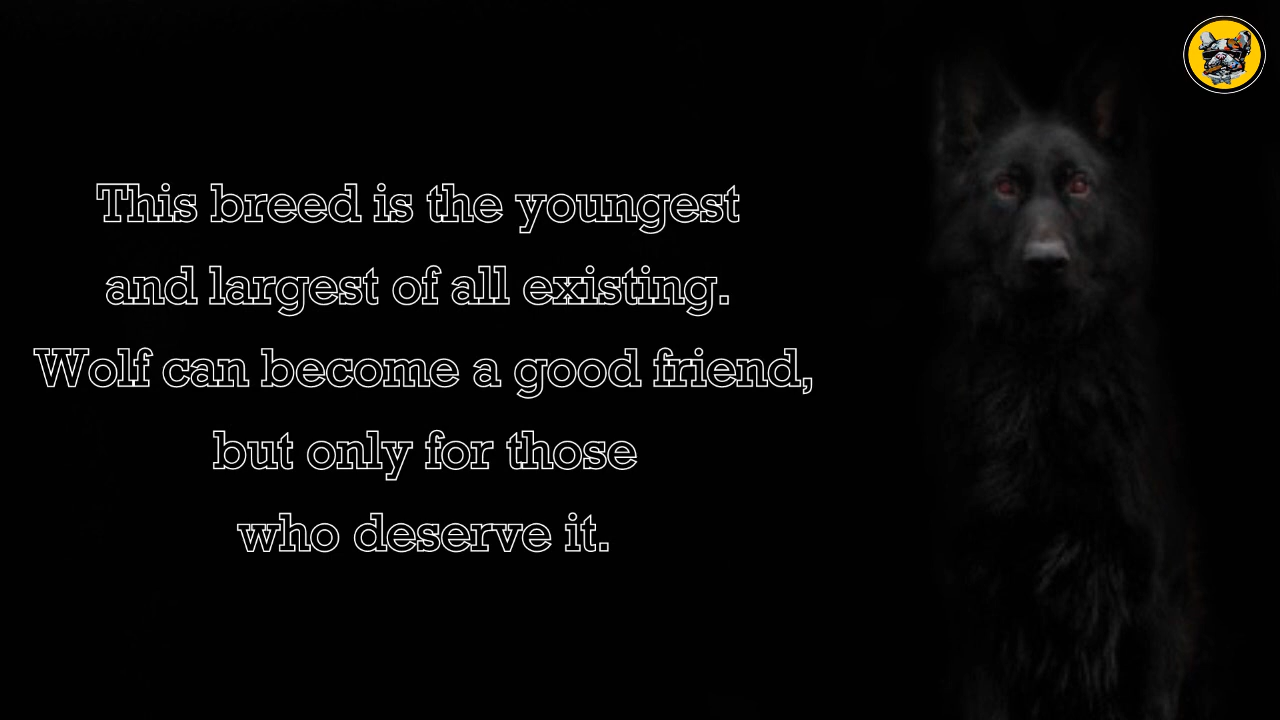 This breed is the youngest
and largest of all existing.
Wolf can become a good friend,
but only for those
who deserve it.